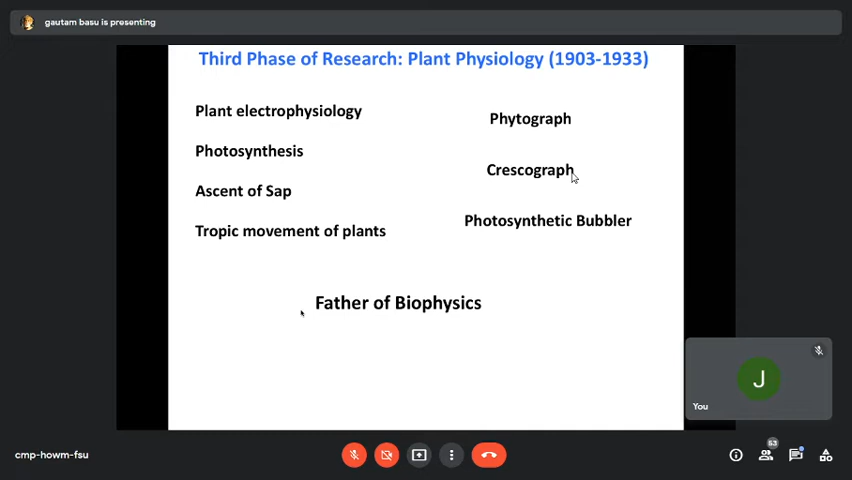 gautam basu is presenting
Third Phase of Research: Plant Physiology (1903-1933)
Plant electrophysiology
Photosynthesis
Ascent of Sap
Tropic movement of plants
Phytograph
Crescograph
Photosynthetic Bubbler
Father of Biophysics
J
You
cmp-howm-fsu
53